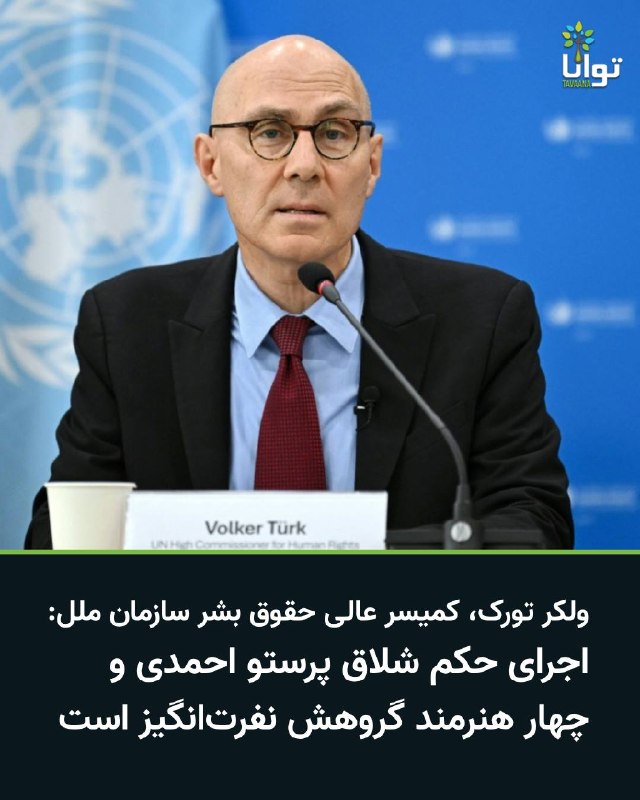 توانا
TAVAANA
Volker Türk
UN High Commissioner for Human Rights
ولکر تورک، کمیسر عالی حقوق بشر سازمان ملل:
اجرای حکم شلاق پرستو احمدی و
چهار هنرمند گروهش نفرت‌انگیز است